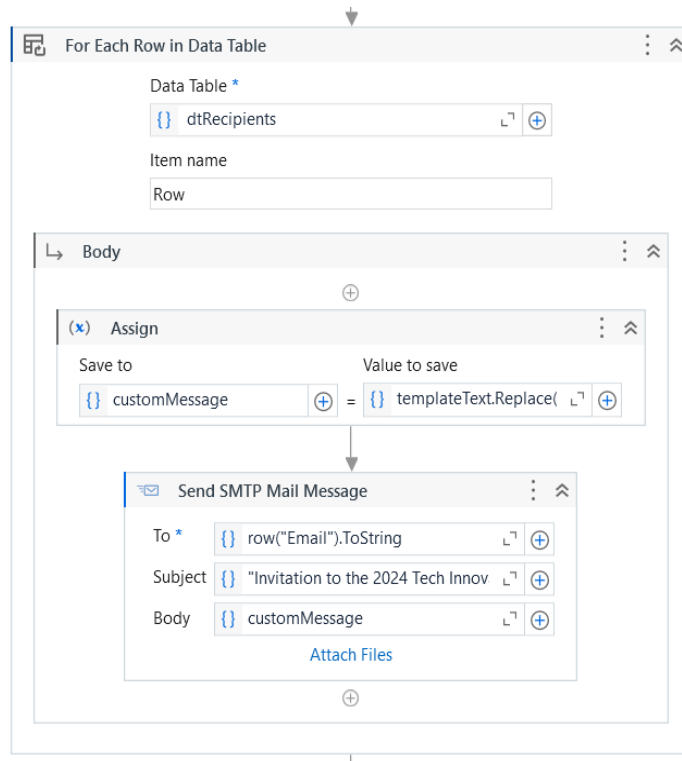 For Each Row in Data Table
Data Table *
{} dtRecipients
Item name
Row
Body
(x) Assign
Save to
Value to save
{} customMessage = {} templateText.Replace(
Send SMTP Mail Message
To * {} row("Email").ToString
Subject {} "Invitation to the 2024 Tech Innov
Body {} customMessage
Attach Files